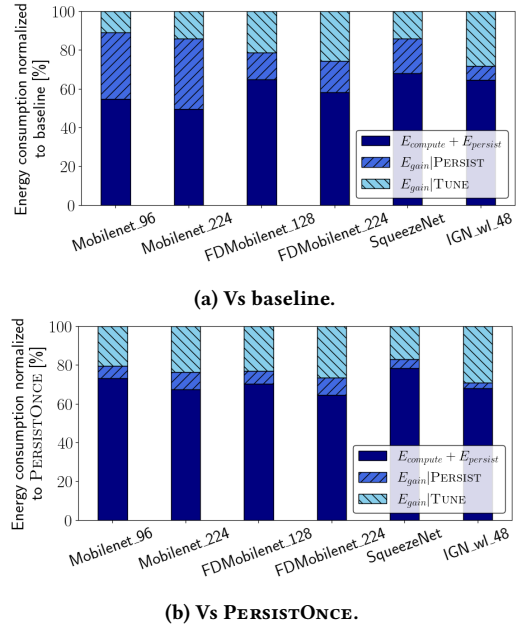 Energy consumption normalized
to baseline [%]
100
80
60
40
20
0
E_compute + E_persist
E_gain|PERSIST
E_gain|TUNE
Mobilenet_96
Mobilenet_224
FDMobilenet_128
FDMobilenet_224
SqueezeNet
IGN_wl_48
(a) Vs baseline.
Energy consumption normalized
to PERSISTONCE [%]
100
80
60
40
20
0
E_compute + E_persist
E_gain|PERSIST
E_gain|TUNE
Mobilenet_96
Mobilenet_224
FDMobilenet_128
FDMobilenet_224
SqueezeNet
IGN_wl_48
(b) Vs PERSISTONCE.